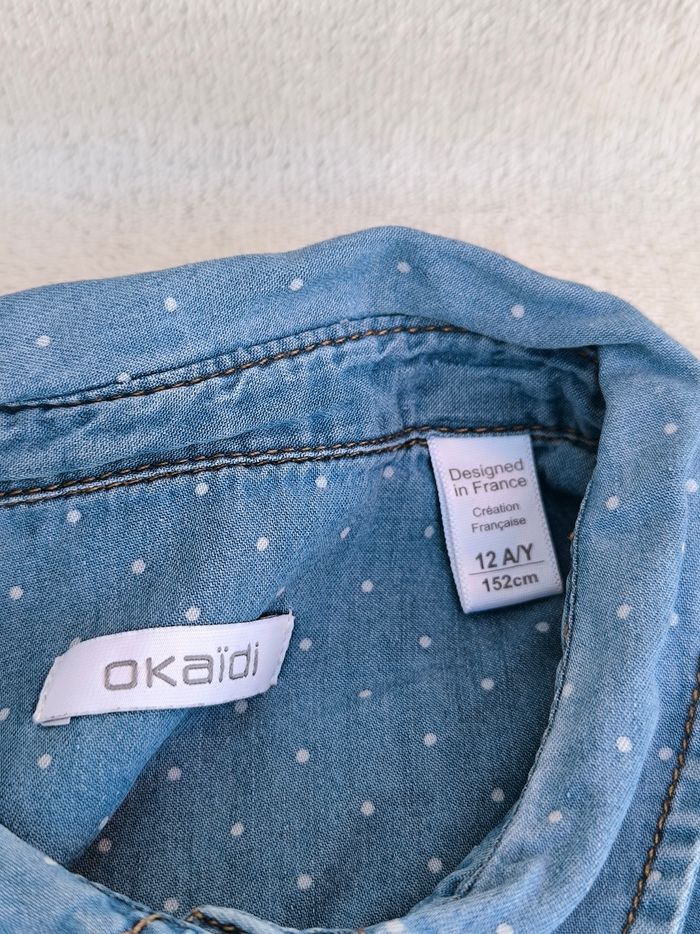 Designed
in France
Création
Française
12 A/Y
152cm
oKaïdi